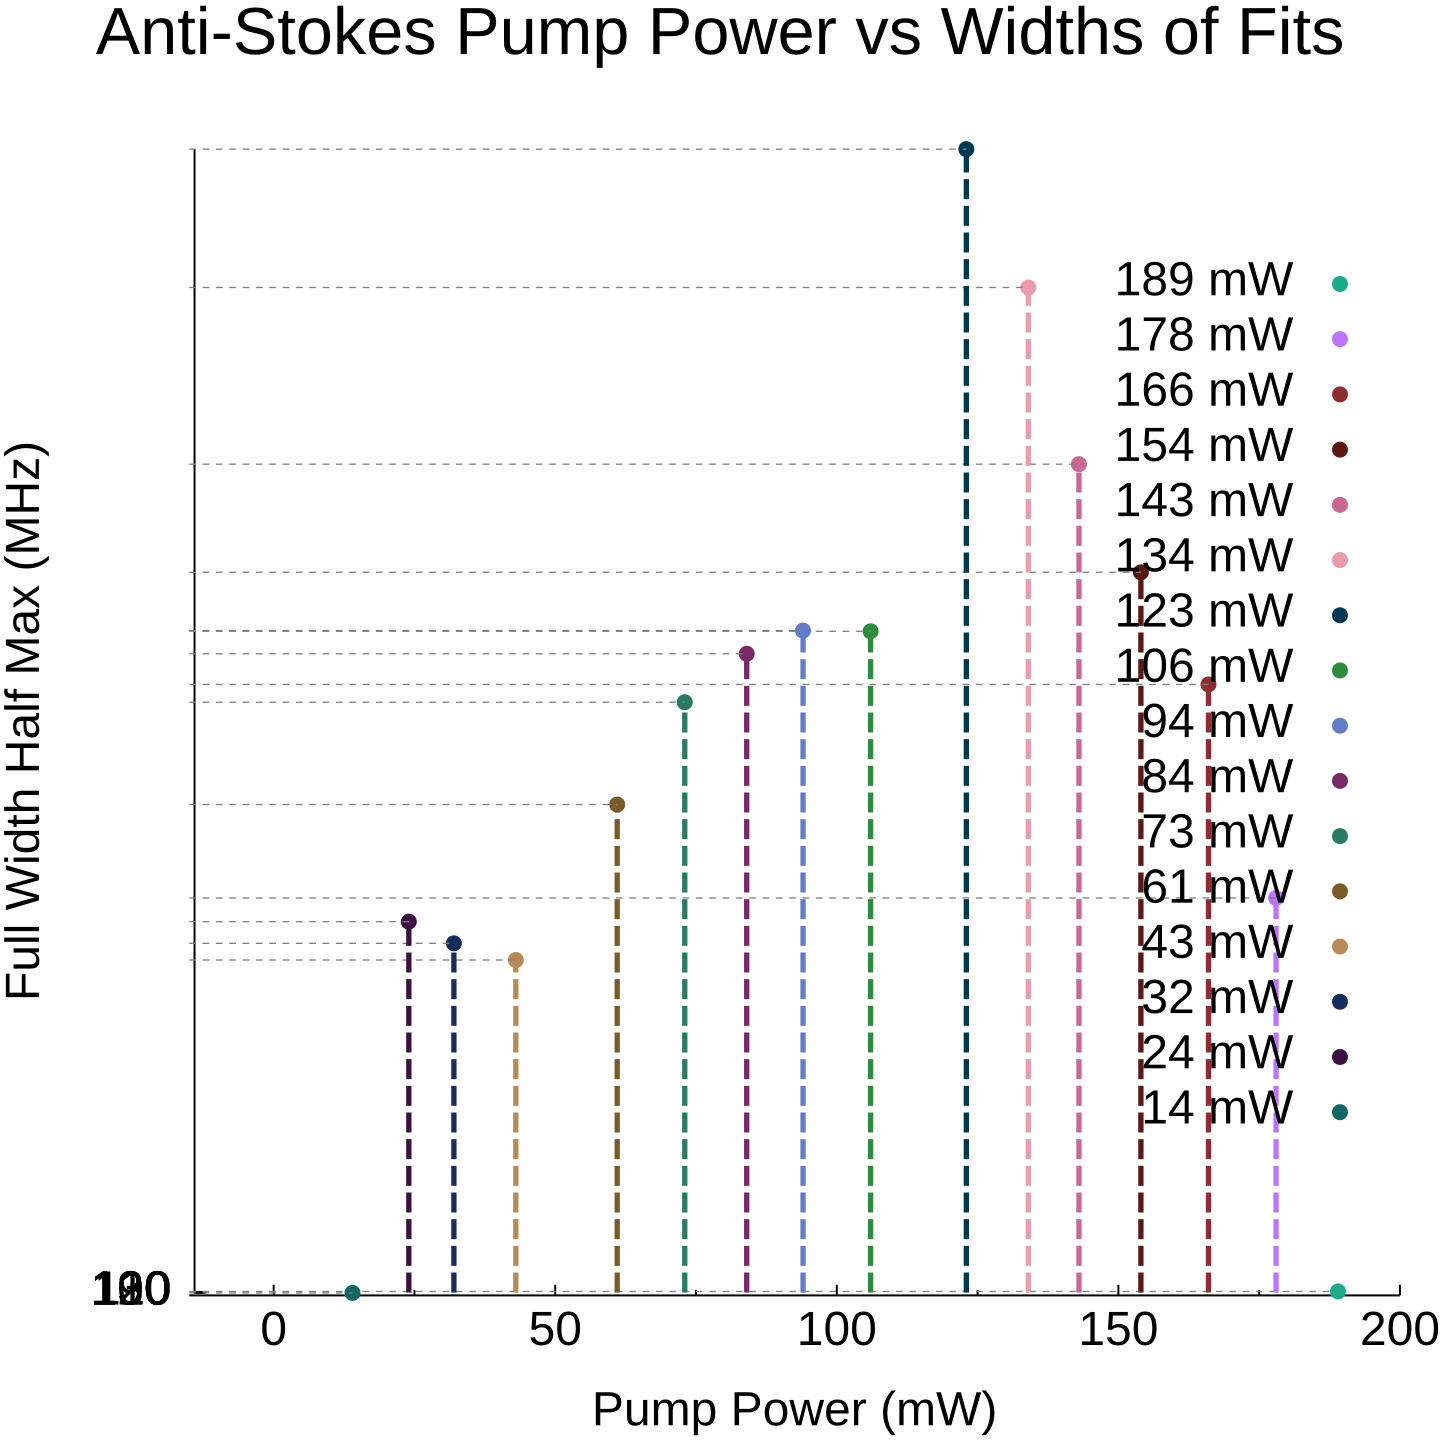 Anti-Stokes Pump Power vs Widths of Fits
Full Width Half Max (MHz)
189 mW
178 mW
166 mW
154 mW
143 mW
134 mW
123 mW
106 mW
94 mW
84 mW
73 mW
61 mW
43 mW
32 mW
24 mW
14 mW
0 50 100 150 200
Pump Power (mW)